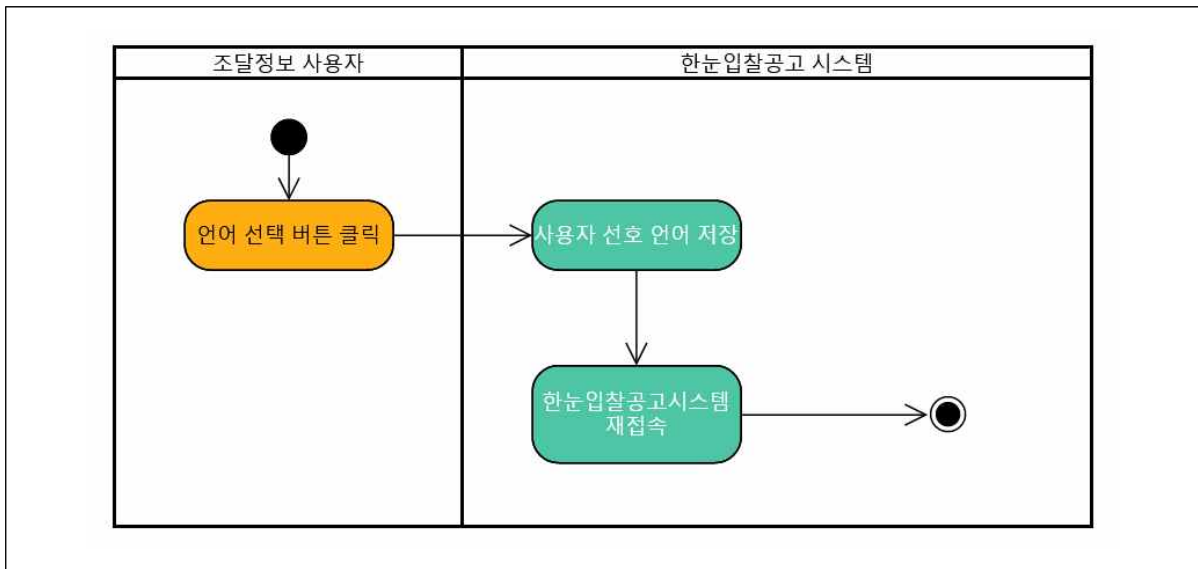 조달정보 사용자
한눈입찰공고 시스템
언어 선택 버튼 클릭
사용자 선호 언어 저장
한눈입찰공고시스템
재접속